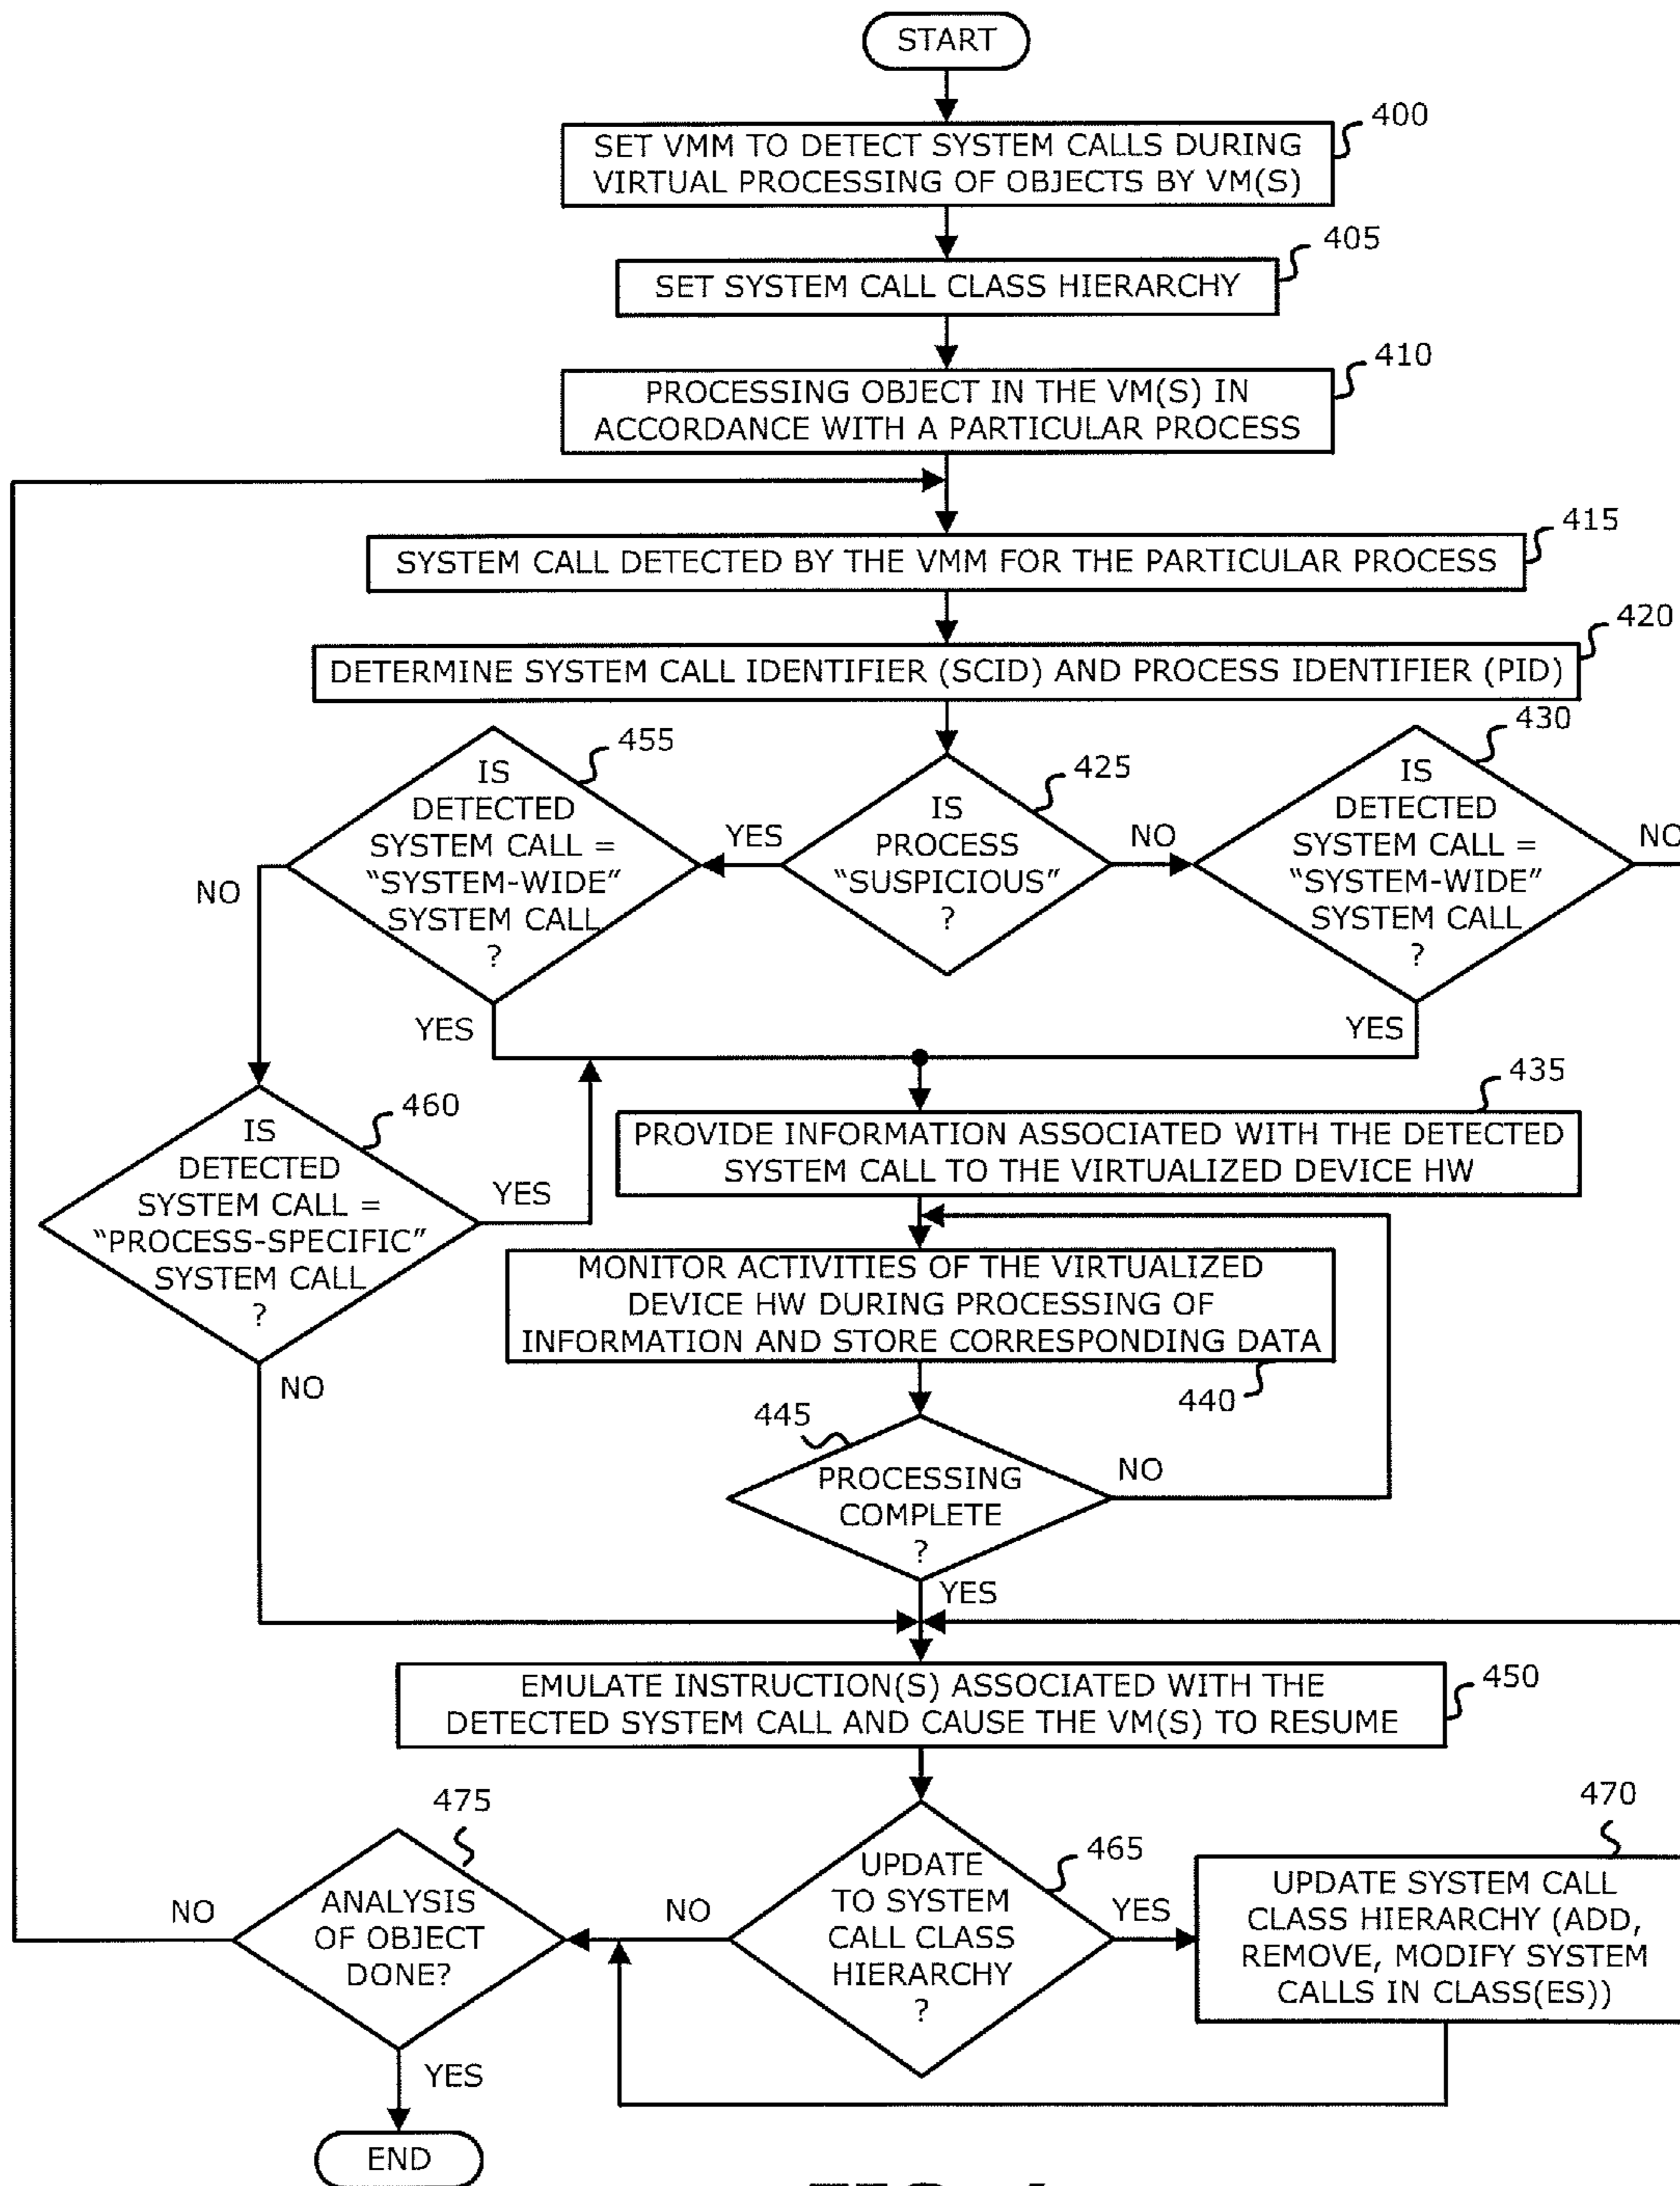 START
400
SET VMM TO DETECT SYSTEM CALLS DURING
VIRTUAL PROCESSING OF OBJECTS BY VM(S)
405
SET SYSTEM CALL CLASS HIERARCHY
410
PROCESSING OBJECT IN THE VM(S) IN
ACCORDANCE WITH A PARTICULAR PROCESS
415
SYSTEM CALL DETECTED BY THE VMM FOR THE PARTICULAR PROCESS
420
DETERMINE SYSTEM CALL IDENTIFIER (SCID) AND PROCESS IDENTIFIER (PID)
455
IS
DETECTED
SYSTEM CALL =
“SYSTEM-WIDE”
SYSTEM CALL
?
YES
NO
YES
425
IS
PROCESS
“SUSPICIOUS”
?
NO
430
IS
DETECTED
SYSTEM CALL =
“SYSTEM-WIDE”
SYSTEM CALL
?
NO
YES
460
IS
DETECTED
SYSTEM CALL =
“PROCESS-SPECIFIC”
SYSTEM CALL
?
YES
NO
435
PROVIDE INFORMATION ASSOCIATED WITH THE DETECTED
SYSTEM CALL TO THE VIRTUALIZED DEVICE HW
MONITOR ACTIVITIES OF THE VIRTUALIZED
DEVICE HW DURING PROCESSING OF
INFORMATION AND STORE CORRESPONDING DATA
440
445
PROCESSING
COMPLETE
?
NO
YES
EMULATE INSTRUCTION(S) ASSOCIATED WITH THE
DETECTED SYSTEM CALL AND CAUSE THE VM(S) TO RESUME
450
475
ANALYSIS
OF OBJECT
DONE?
NO
YES
465
UPDATE
TO SYSTEM
CALL CLASS
HIERARCHY
?
NO
YES
470
UPDATE SYSTEM CALL
CLASS HIERARCHY (ADD,
REMOVE, MODIFY SYSTEM
CALLS IN CLASS(ES))
END